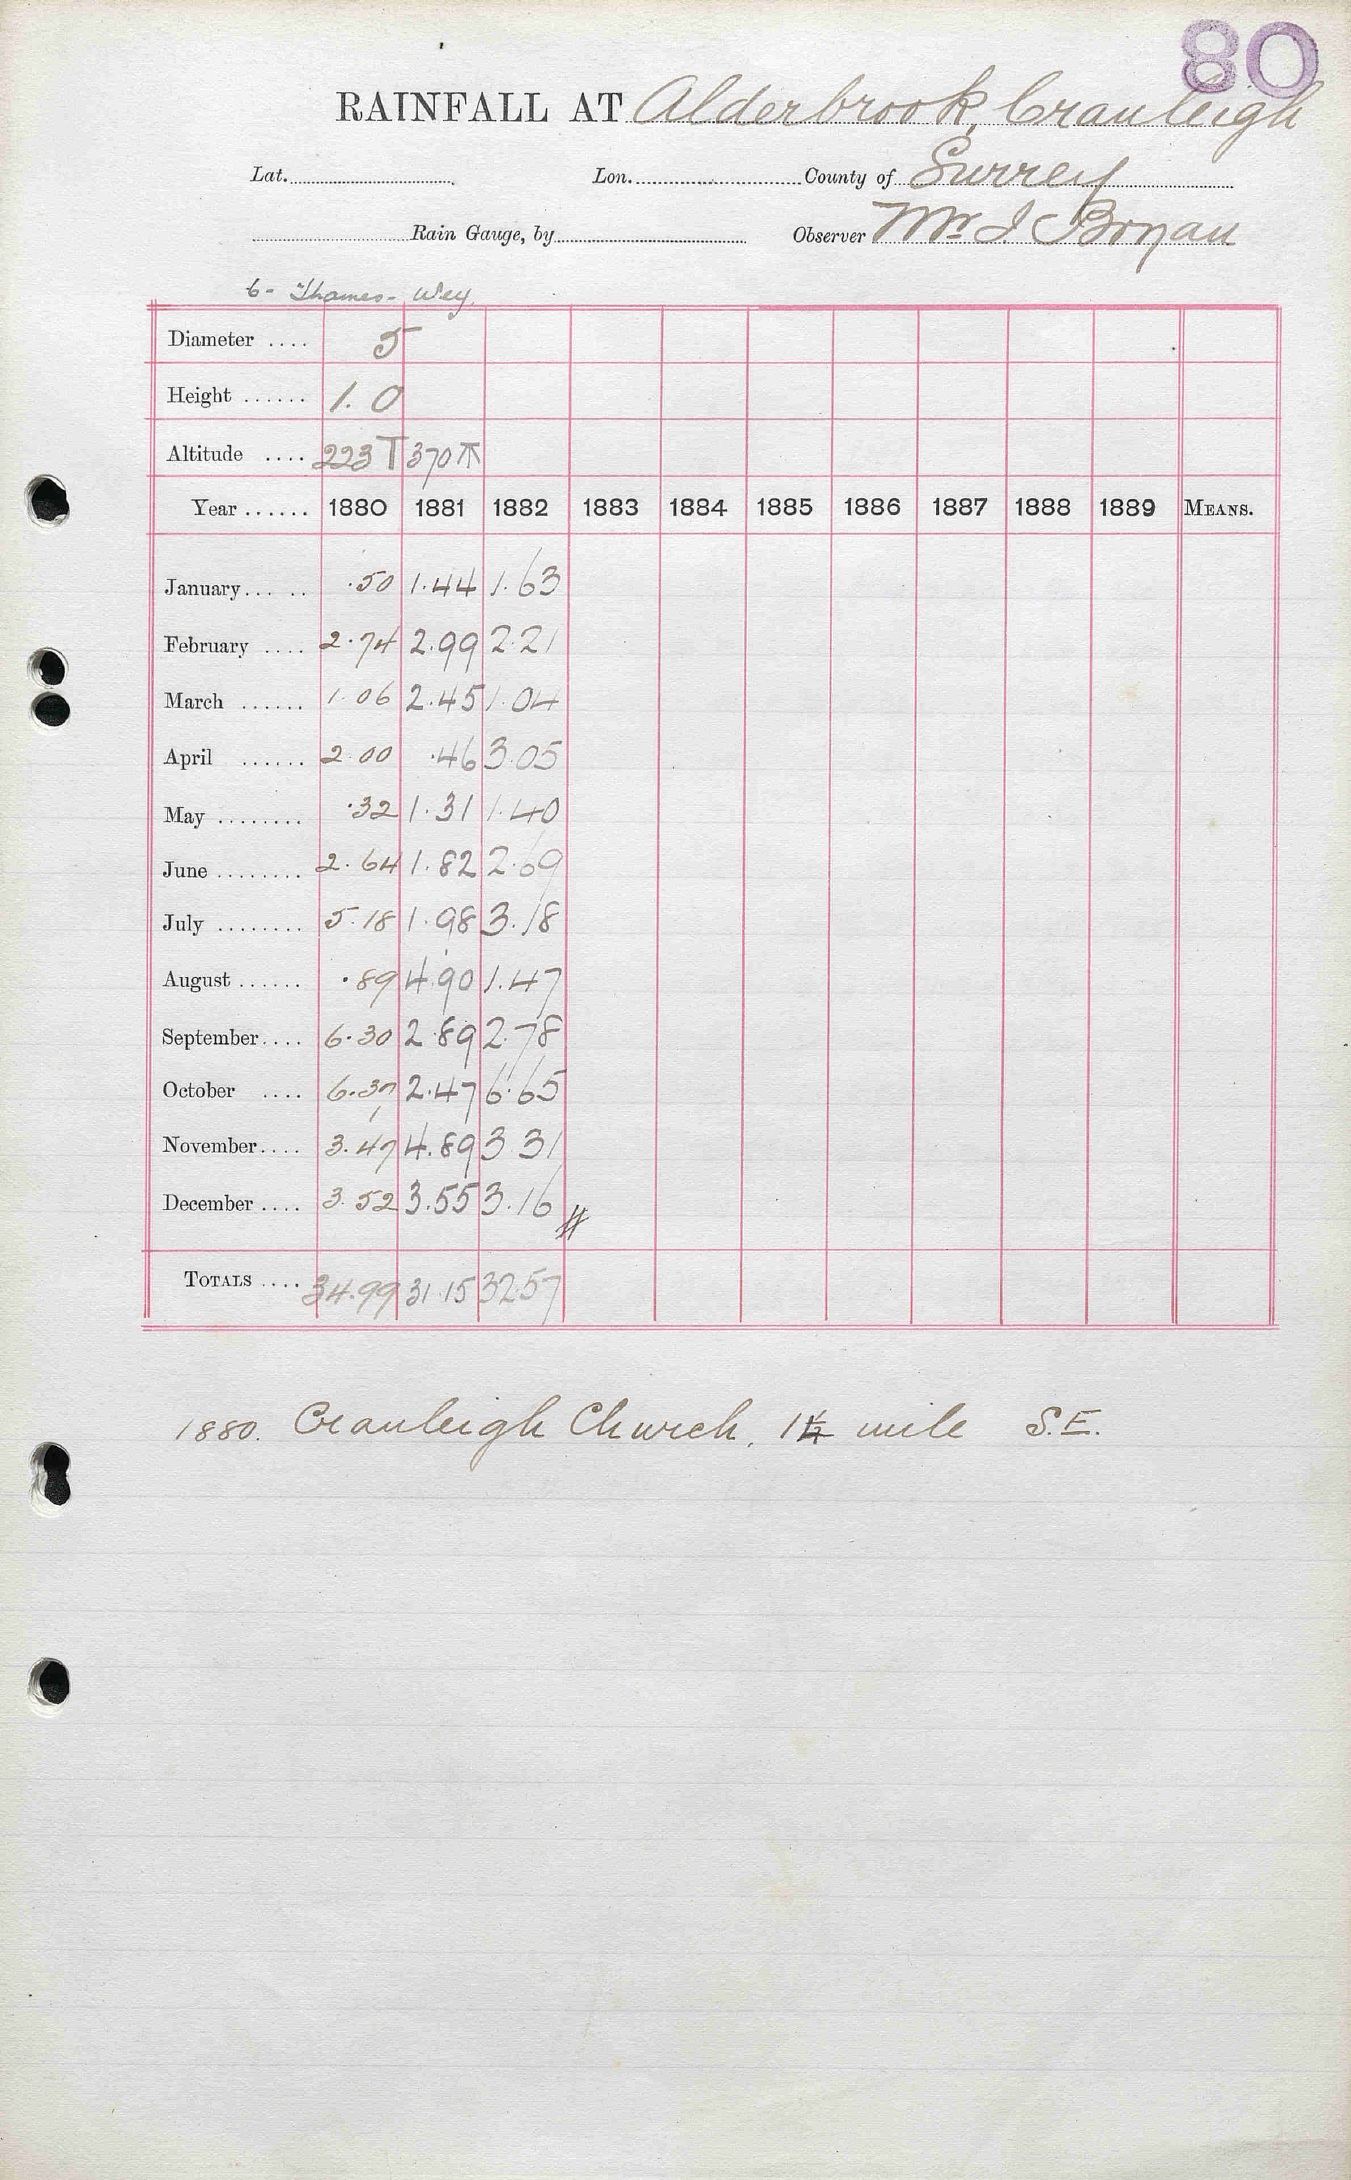 80
RAINFALL AT Alderbrook, Cranleigh
Lat. Lon. County of Surrey
Rain Gauge, by Observer Mr J. Bryan
6- Thames- Wey
Diameter .... 5
Height ...... 1. 0
Altitude .... 223 T 370 T
Year ...... 1880 1881 1882 1883 1884 1885 1886 1887 1888 1889 MEANS.
January ... .. .50 1.44 1.63
February .... 2.74 2.99 2.21
March ...... 1.06 2.45 1.04
April ...... 2.00 .46 3.05
May ........ .32 1.31 1.40
June ........ 2.64 1.82 2.69
July ........ 5.18 1.98 3.18
August ...... .89 4.90 1.47
September .... 6.30 2.89 2.78
October .... 6.37 2.47 6.65
November .... 3.47 4.89 3.31
December .... 3.52 3.55 3.16
TOTALS .... 34.99 31.15 32.57
1880. Cranleigh Church, 1¼ mile S.E.